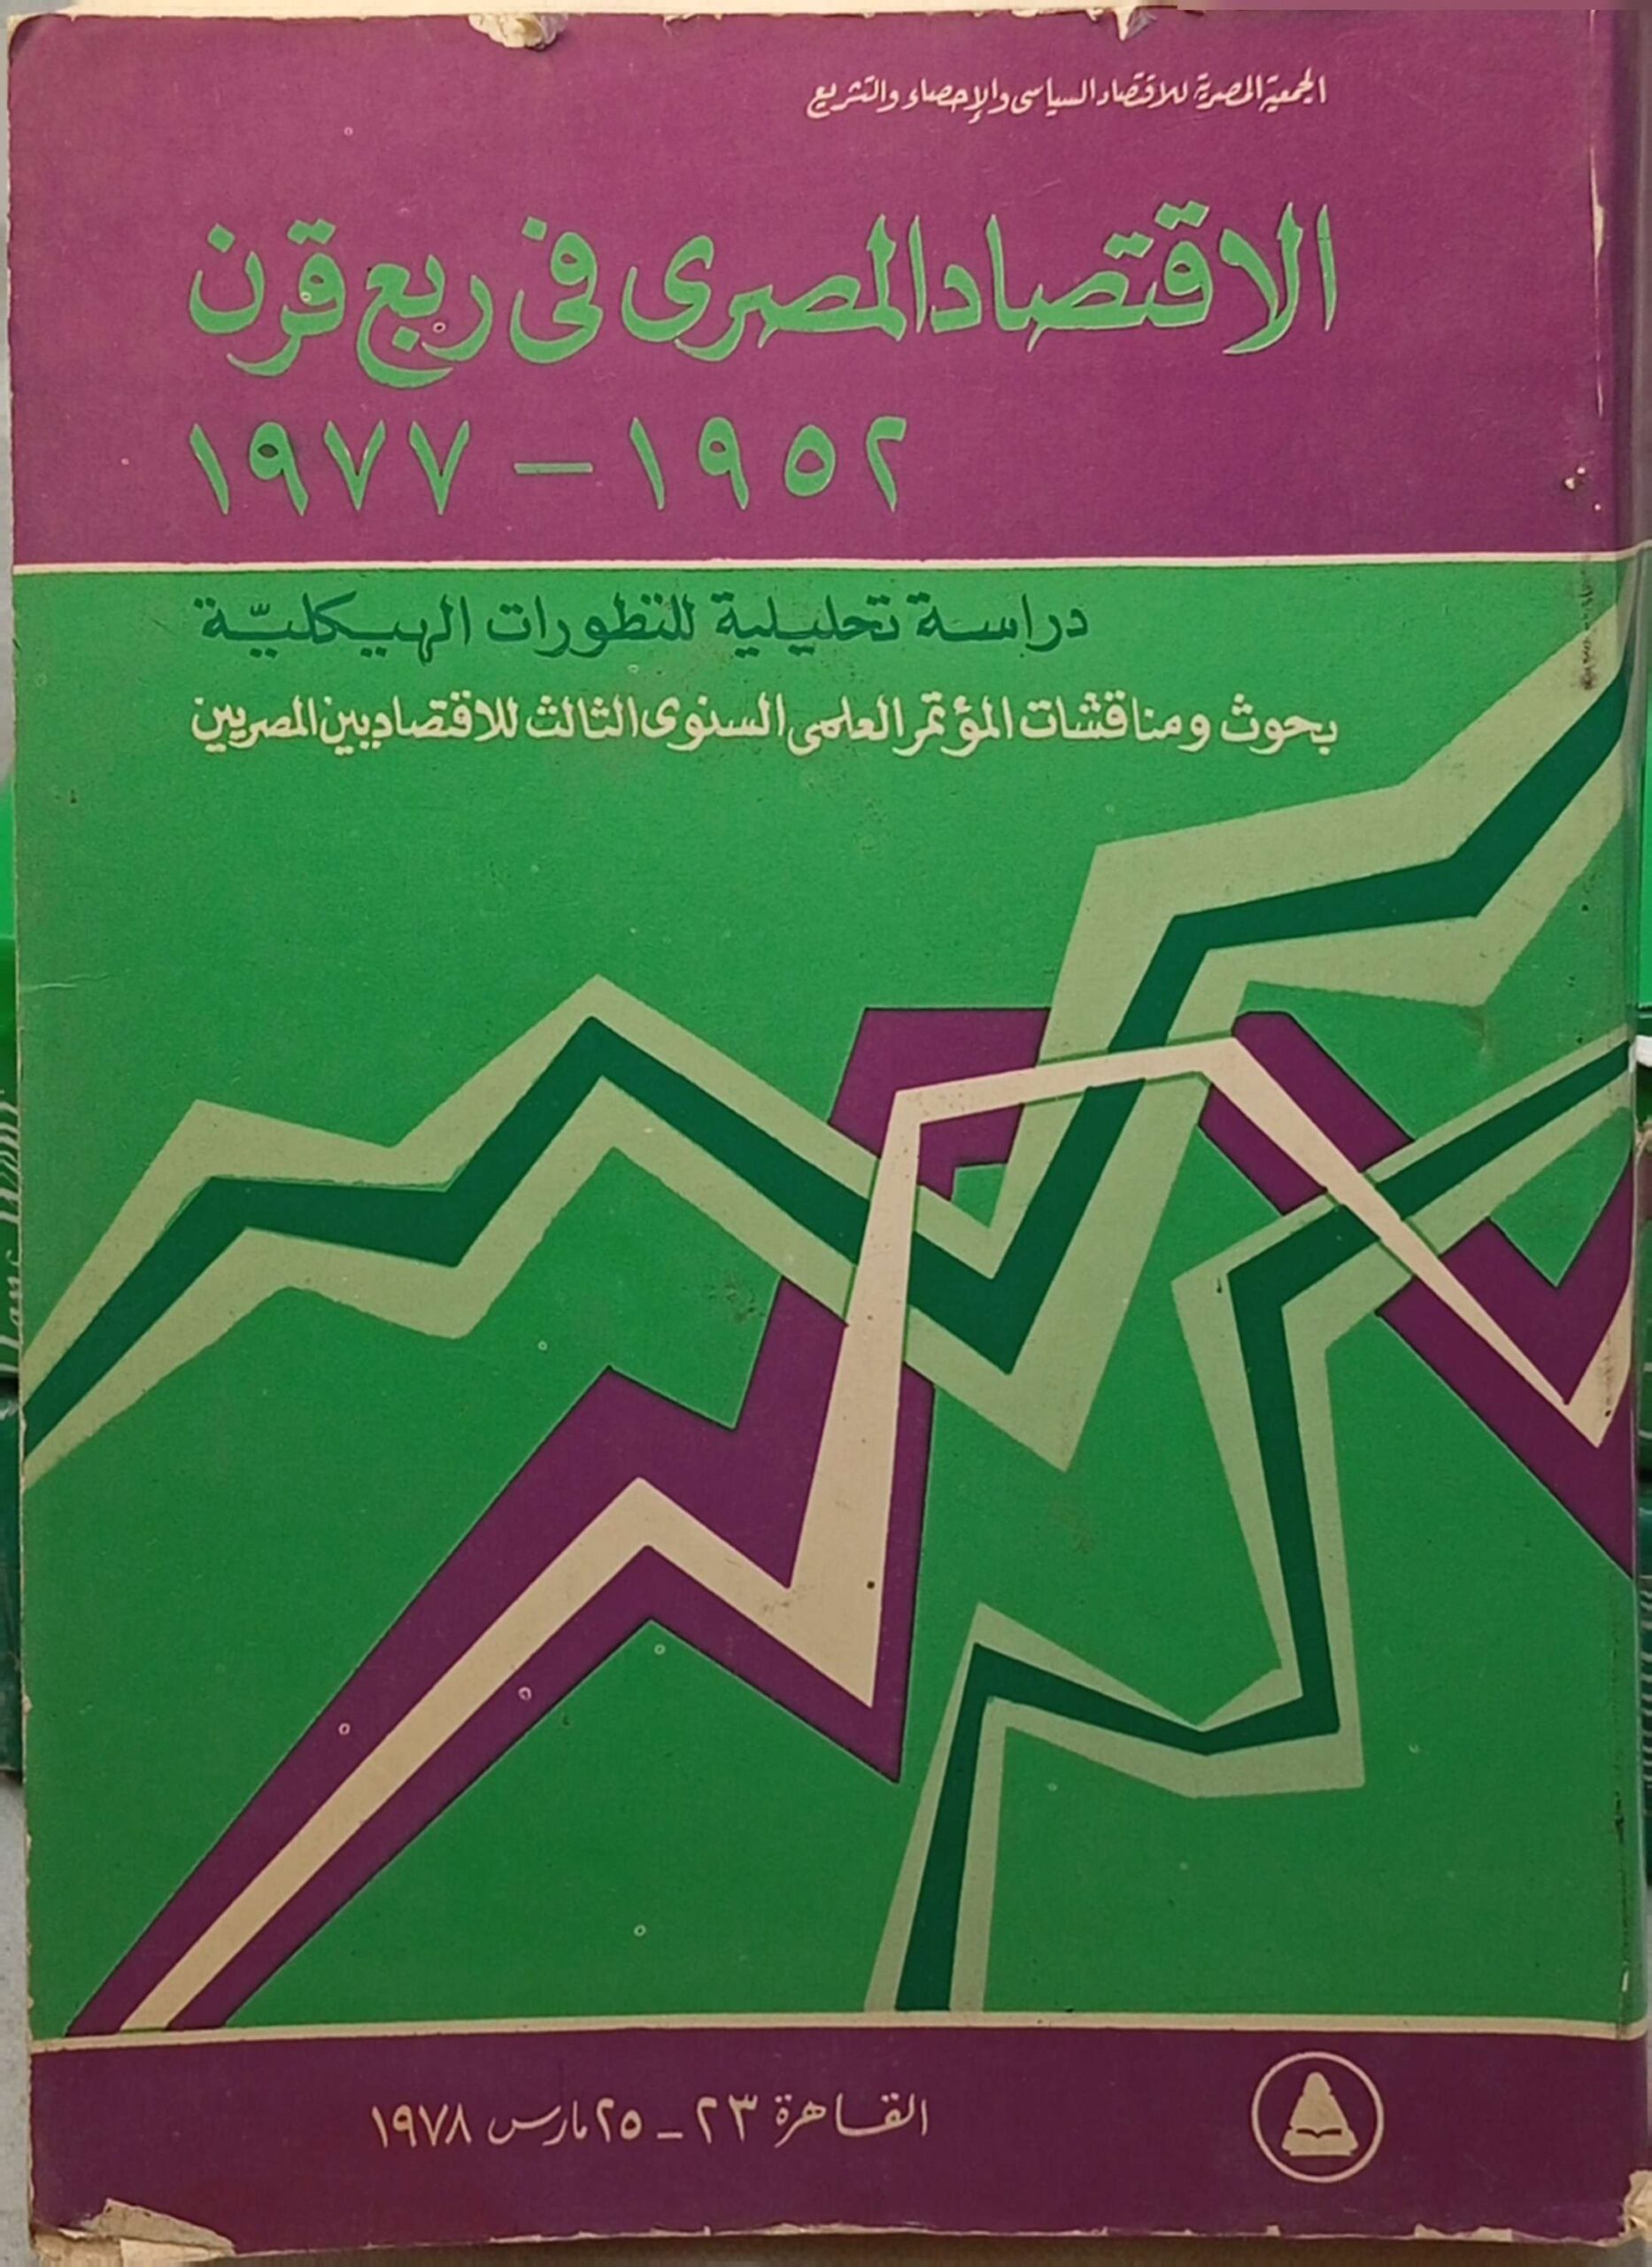 الجمعية المصرية للاقتصاد السياسى والإحصاء والتشريع
الاقتصاد المصرى فى ربع قرن
١٩٥٢ – ١٩٧٧
دراسة تحليلية للتطورات الهيكليّة
بحوث ومناقشات المؤتمر العلمى السنوى الثالث للاقتصاديين المصريين
القاهرة ٢٣ – ٢٥ مارس ١٩٧٨